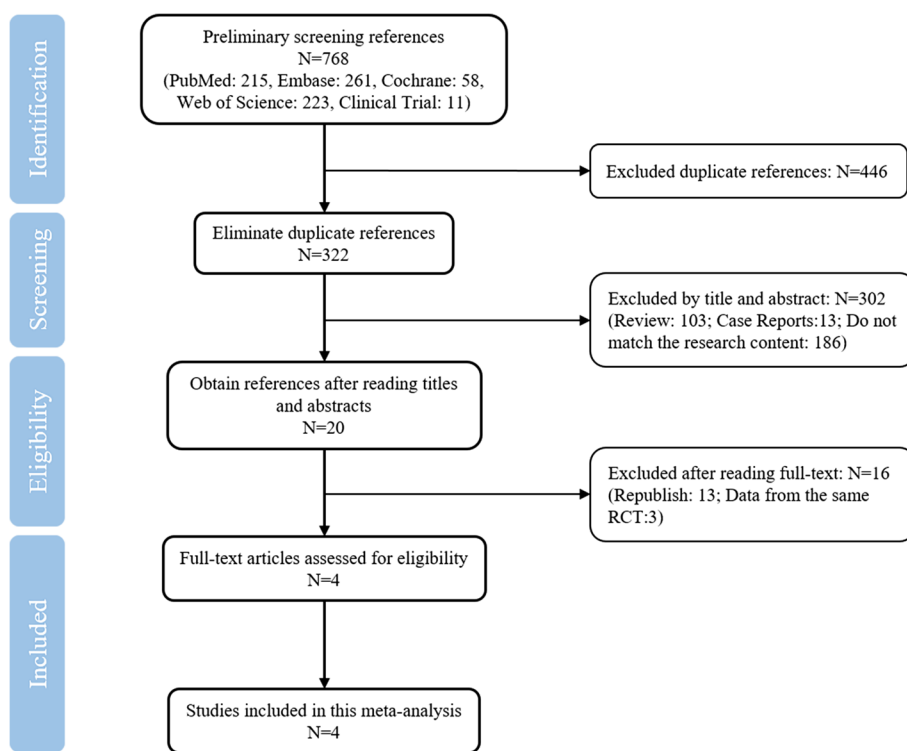 Identification
Preliminary screening references
N=768
(PubMed: 215, Embase: 261, Cochrane: 58,
Web of Science: 223, Clinical Trial: 11)
Excluded duplicate references: N=446
Screening
Eliminate duplicate references
N=322
Excluded by title and abstract: N=302
(Review: 103; Case Reports:13; Do not
match the research content: 186)
Eligibility
Obtain references after reading titles
and abstracts
N=20
Excluded after reading full-text: N=16
(Republish: 13; Data from the same
RCT:3)
Included
Full-text articles assessed for eligibility
N=4
Studies included in this meta-analysis
N=4